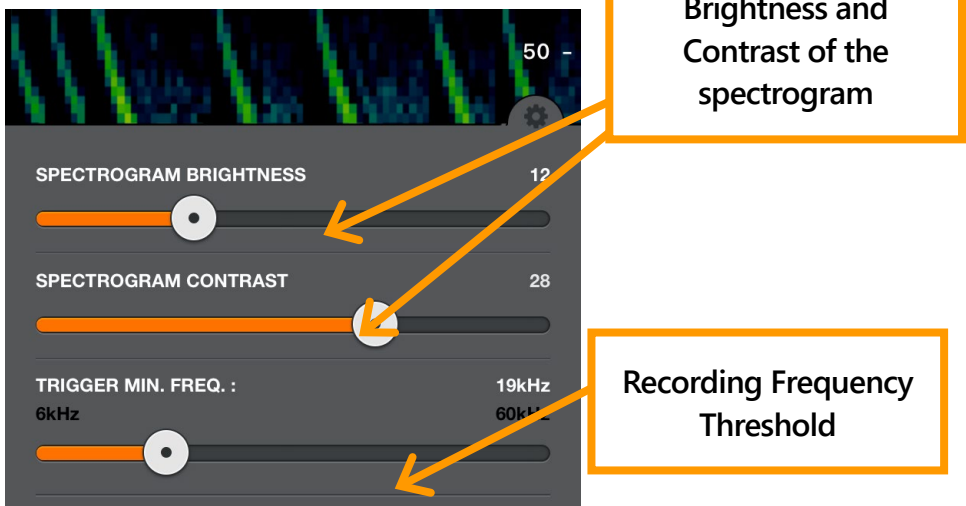 Brightness and
Contrast of the
spectrogram
50 -
SPECTROGRAM BRIGHTNESS 12
SPECTROGRAM CONTRAST 28
TRIGGER MIN. FREQ. : 19kHz
6kHz 60kHz
Recording Frequency
Threshold